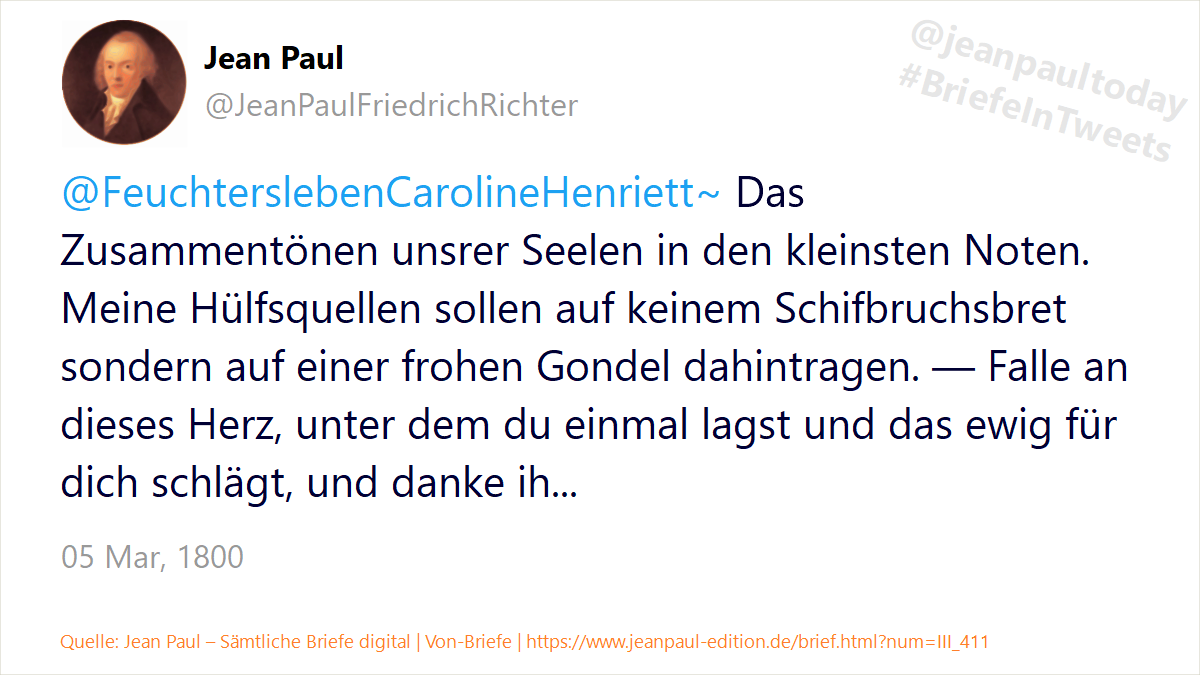 Jean Paul
@JeanPaulFriedrichRichter
@jeanpaultoday
#BriefeInTweets
@FeuchterslebenCarolineHenriett~ Das
Zusammentönen unsrer Seelen in den kleinsten Noten.
Meine Hülfsquellen sollen auf keinem Schifbruchsbret
sondern auf einer frohen Gondel dahintragen. — Falle an
dieses Herz, unter dem du einmal lagst und das ewig für
dich schlägt, und danke ih...
05 Mar, 1800
Quelle: Jean Paul – Sämtliche Briefe digital | Von-Briefe | https://www.jeanpaul-edition.de/brief.html?num=III_411